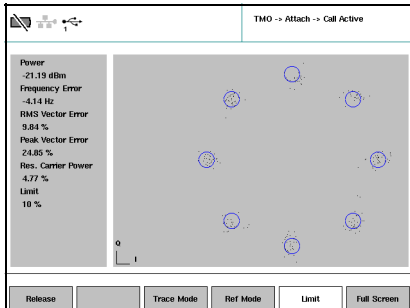 1
TMO -> Attach -> Call Active
Power
-21.19 dBm
Frequency Error
-4.14 Hz
RMS Vector Error
9.84 %
Peak Vector Error
24.85 %
Res. Carrier Power
4.77 %
Limit
10 %
Q
I
Release
Trace Mode
Ref Mode
Limit
Full Screen